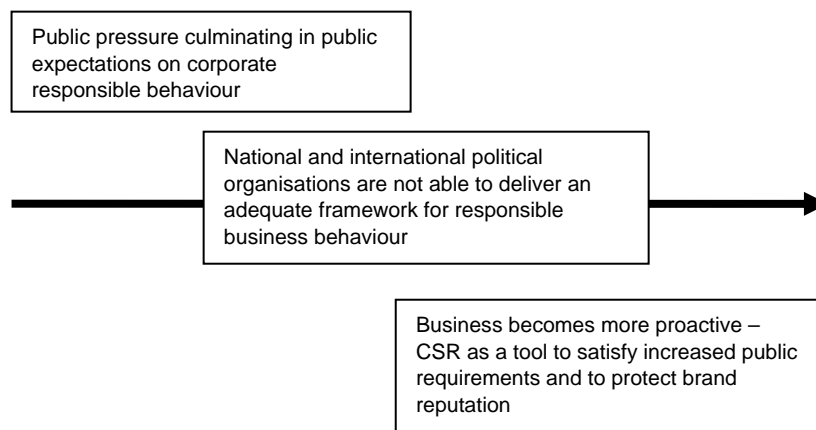 Public pressure culminating in public
expectations on corporate
responsible behaviour
National and international political
organisations are not able to deliver an
adequate framework for responsible
business behaviour
Business becomes more proactive –
CSR as a tool to satisfy increased public
requirements and to protect brand
reputation